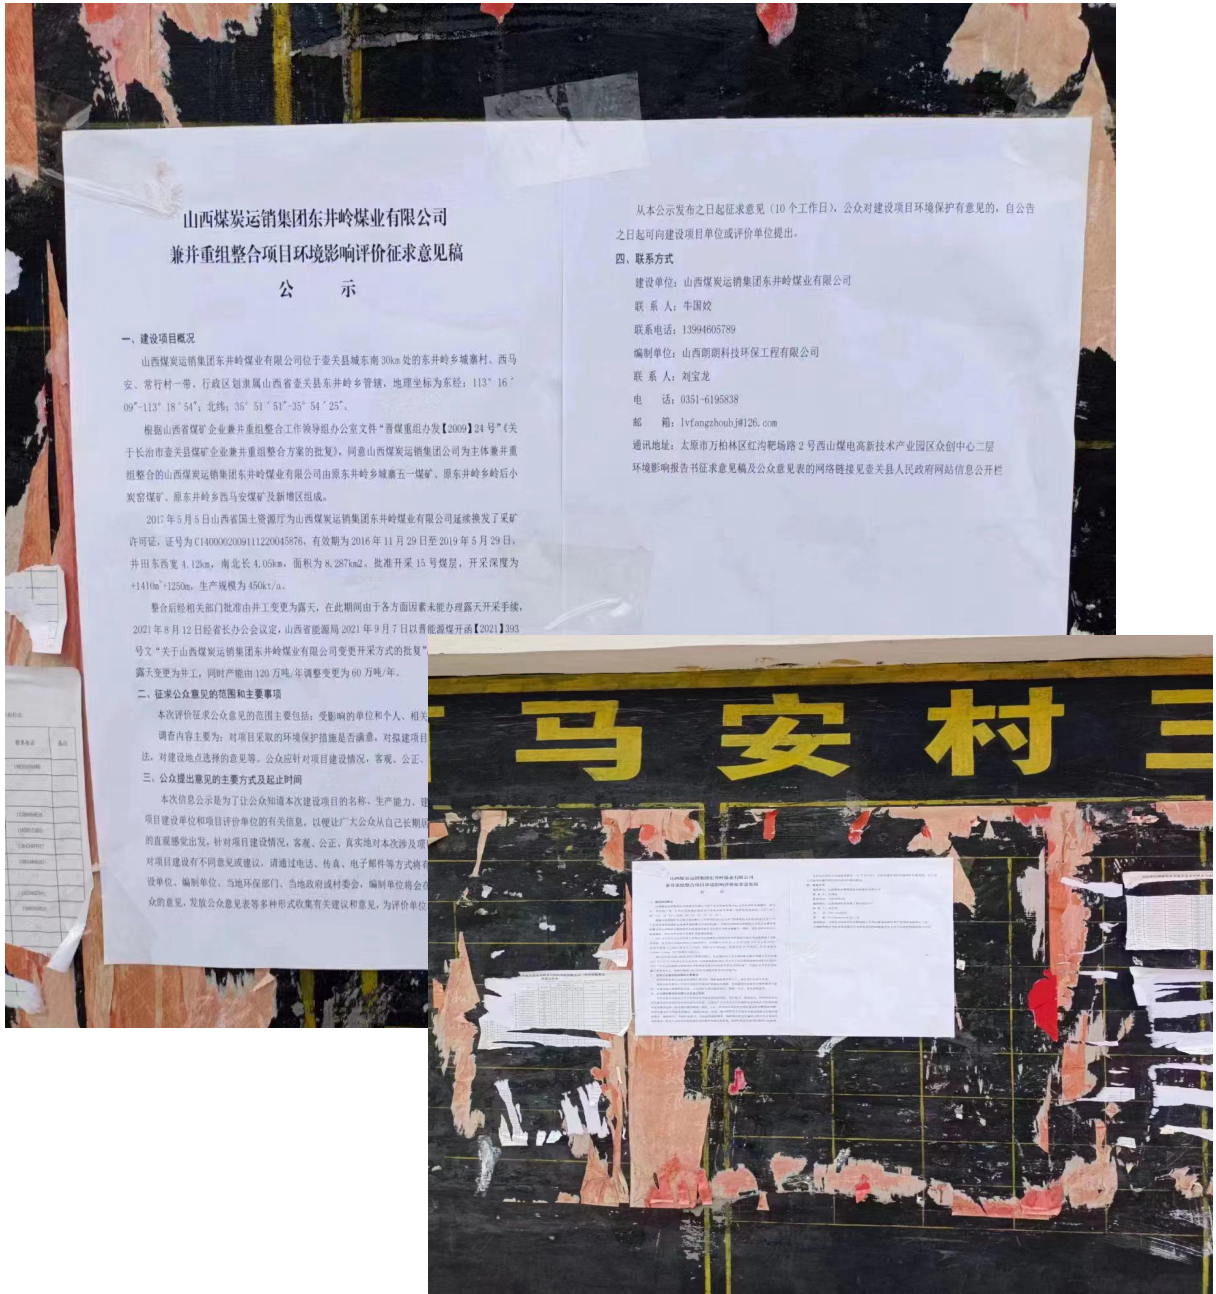 山西煤炭运销集团东井岭煤业有限公司
兼并重组整合项目环境影响评价征求意见稿
公 示
一、建设项目概况
山西煤炭运销集团东井岭煤业有限公司位于壶关县城东南30km处的东井岭乡城寨村、西马
安、常行村一带，行政区划隶属山西省壶关县东井岭乡管辖，地理坐标为东经：113°16′
09″-113°18′54″；北纬：35°51′51″-35°54′25″。
根据山西省煤矿企业兼并重组整合工作领导组办公室文件“晋煤重组办发【2009】24号”《关
于长治市壶关县煤矿企业兼并重组整合方案的批复》，同意山西煤炭运销集团公司为主体兼并重
组整合的山西煤炭运销集团东井岭煤业有限公司由原东井岭乡城寨五一煤矿、原东井岭乡岭后小
炭窑煤矿、原东井岭乡西马安煤矿及新增区组成。
2017年5月5日山西省国土资源厅为山西煤炭运销集团东井岭煤业有限公司延续换发了采矿
许可证，证号为C1400002009111220045876，有效期为2016年11月29日至2019年5月29日，
井田东西宽4.12km，南北长4.05km，面积为8.287km2。批准开采15号煤层，开采深度为
+1410m~+1250m，生产规模为450kt/a。
整合后经相关部门批准由井工变更为露天，在此期间由于各方面因素未能办理露天开采手续，
2021年8月12日经省长办公会议定，山西省能源局2021年9月7日以晋能源煤开函【2021】393
号文“关于山西煤炭运销集团东井岭煤业有限公司变更开采方式的批复”
露天变更为井工，同时产能由120万吨/年调整变更为60万吨/年。
二、征求公众意见的范围和主要事项
本次评价征求公众意见的范围主要包括：受影响的单位和个人、相关
调查内容主要为：对项目采取的环境保护措施是否满意，对拟建项目
法，对建设地点选择的意见等。公众应针对项目建设情况，客观、公正、
三、公众提出意见的主要方式及起止时间
本次信息公示是为了让公众知道本次建设项目的名称、生产能力、建
项目建设单位和项目评价单位的有关信息，以便让广大公众从自己长期居
的直观感觉出发，针对项目建设情况，客观、公正、真实地对本次涉及项
对项目建设有不同意见或建议，请通过电话、传真、电子邮件等方式将有
设单位、编制单位、当地环保部门、当地政府或村委会，编制单位将会在
众的意见，发放公众意见表等多种形式收集有关建议和意见，为评价单位
从本公示发布之日起征求意见（10个工作日），公众对建设项目环境保护有意见的，自公告
之日起可向建设项目单位或评价单位提出。
四、联系方式
建设单位：山西煤炭运销集团东井岭煤业有限公司
联 系 人：牛国姣
联系电话：13994605789
编制单位：山西朗朗科技环保工程有限公司
联 系 人：刘宝龙
电 话：0351-6195838
邮 箱：lvfangzhoubj@126.com
通讯地址：太原市万柏林区红沟靶场路2号西山煤电高新技术产业园区众创中心二层
环境影响报告书征求意见稿及公众意见表的网络链接见壶关县人民政府网站信息公开栏
马安村三
山西煤炭运销集团东井岭煤业有限公司
兼并重组整合项目环境影响评价征求意见稿
公 示